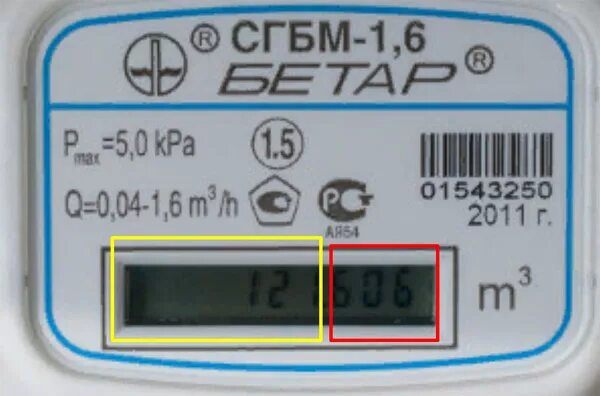 ® СГБМ-1,6
БЕТАР®
Pmax=5,0 kPa
1.5
Q=0,04-1,6 m³/h
РС
АЯ64
01543250
2011 г.
121606
m³